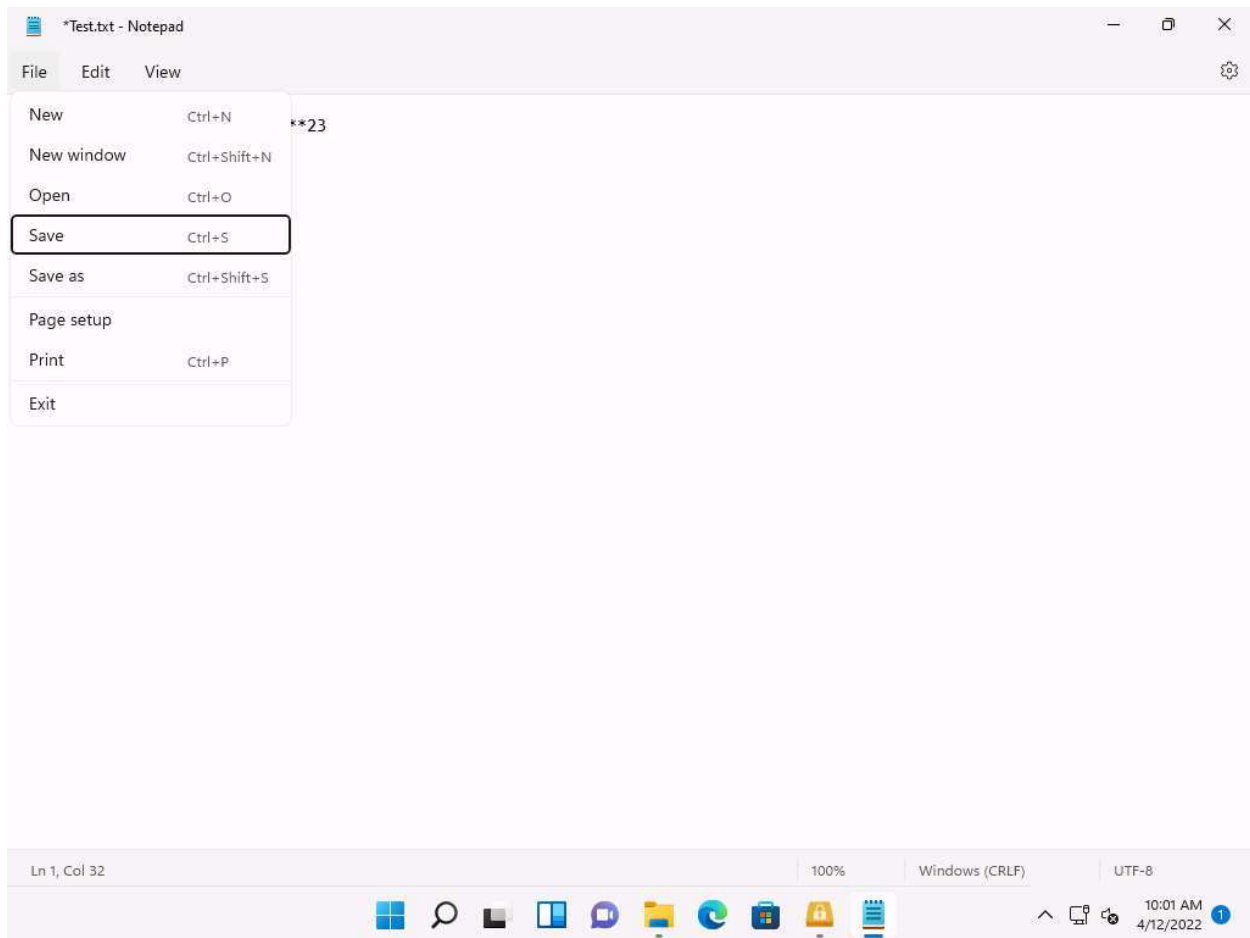 *Test.txt - Notepad
File Edit View
New Ctrl+N
**23
New window Ctrl+Shift+N
Open Ctrl+O
Save Ctrl+S
Save as Ctrl+Shift+S
Page setup
Print Ctrl+P
Exit
Ln 1, Col 32 100% Windows (CRLF) UTF-8
10:01 AM
4/12/2022
1